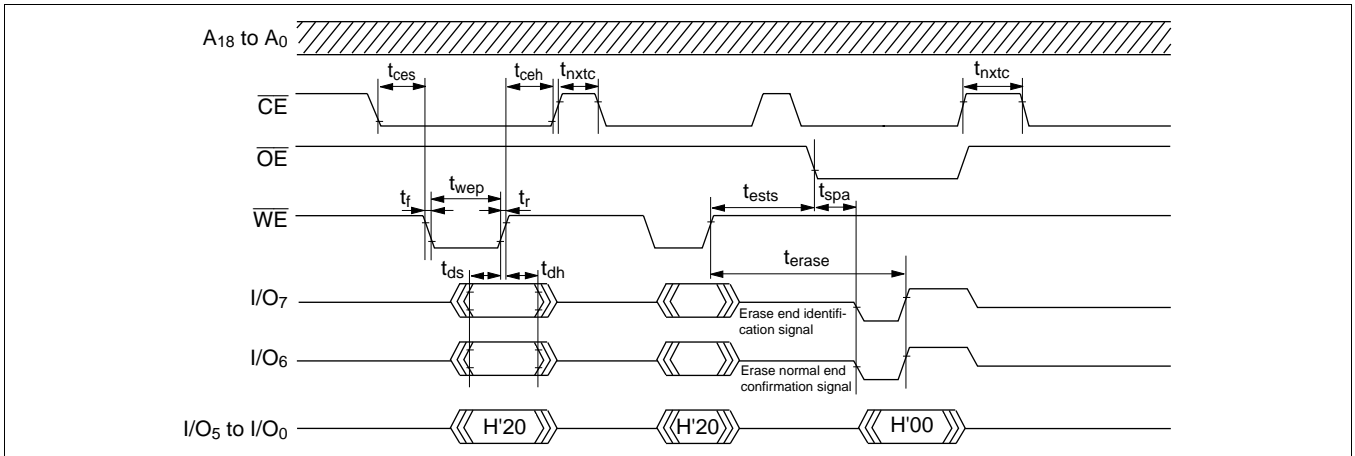 A18 to A0
tces
tceh
tnxtc
tnxtc
CE
OE
tests
tspa
tf
twep
tr
WE
terase
tds
tdh
I/O7
Erase end identifi-
cation signal
I/O6
Erase normal end
confirmation signal
I/O5 to I/O0
H'20
H'20
H'00